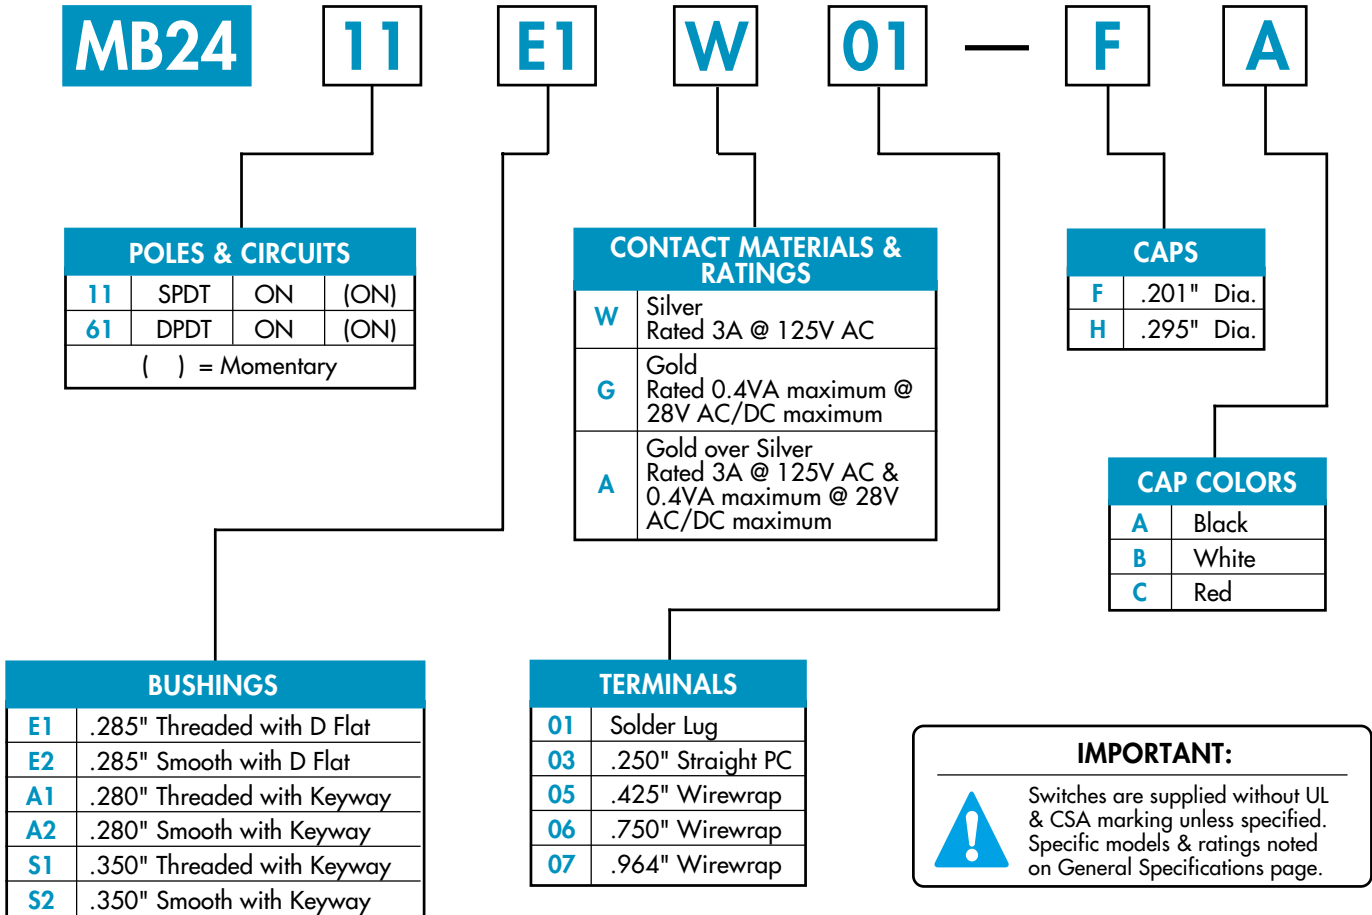 MB24 11 E1 W 01 — F A
POLES & CIRCUITS
11 SPDT ON (ON)
61 DPDT ON (ON)
( ) = Momentary
CONTACT MATERIALS &
RATINGS
W Silver
Rated 3A @ 125V AC
G Gold
Rated 0.4VA maximum @
28V AC/DC maximum
A Gold over Silver
Rated 3A @ 125V AC &
0.4VA maximum @ 28V
AC/DC maximum
CAPS
F .201" Dia.
H .295" Dia.
CAP COLORS
A Black
B White
C Red
BUSHINGS
E1 .285" Threaded with D Flat
E2 .285" Smooth with D Flat
A1 .280" Threaded with Keyway
A2 .280" Smooth with Keyway
S1 .350" Threaded with Keyway
S2 .350" Smooth with Keyway
TERMINALS
01 Solder Lug
03 .250" Straight PC
05 .425" Wirewrap
06 .750" Wirewrap
07 .964" Wirewrap
IMPORTANT:
Switches are supplied without UL
& CSA marking unless specified.
Specific models & ratings noted
on General Specifications page.